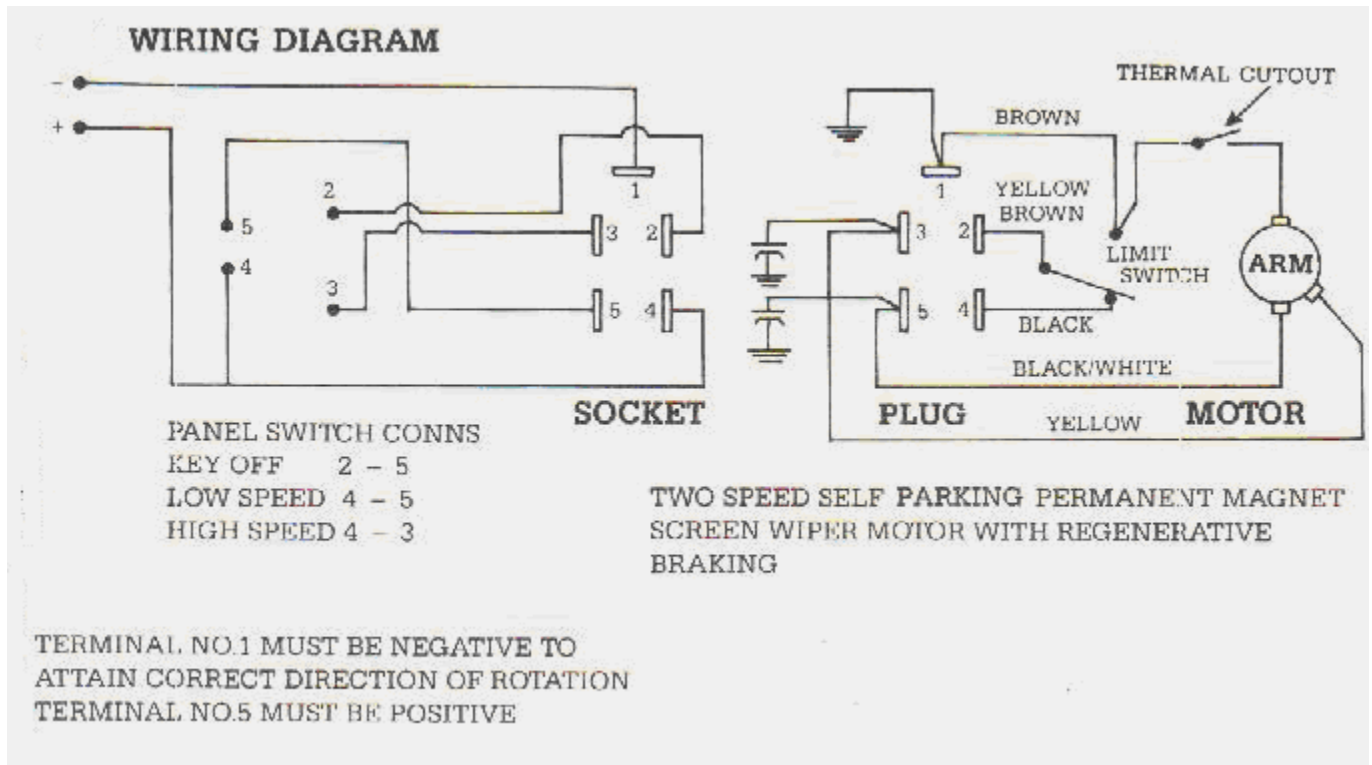 WIRING DIAGRAM
THERMAL CUTOUT
-
+
BROWN
1
1
2
YELLOW
BROWN
5
3
2
3
2
4
LIMIT
SWITCH
ARM
3
5
4
5
4
BLACK
BLACK/WHITE
SOCKET
PLUG
MOTOR
YELLOW
PANEL SWITCH CONNS
KEY OFF 2 - 5
LOW SPEED 4 - 5
HIGH SPEED 4 - 3
TWO SPEED SELF PARKING PERMANENT MAGNET
SCREEN WIPER MOTOR WITH REGENERATIVE
BRAKING
TERMINAL NO.1 MUST BE NEGATIVE TO
ATTAIN CORRECT DIRECTION OF ROTATION
TERMINAL NO.5 MUST BE POSITIVE